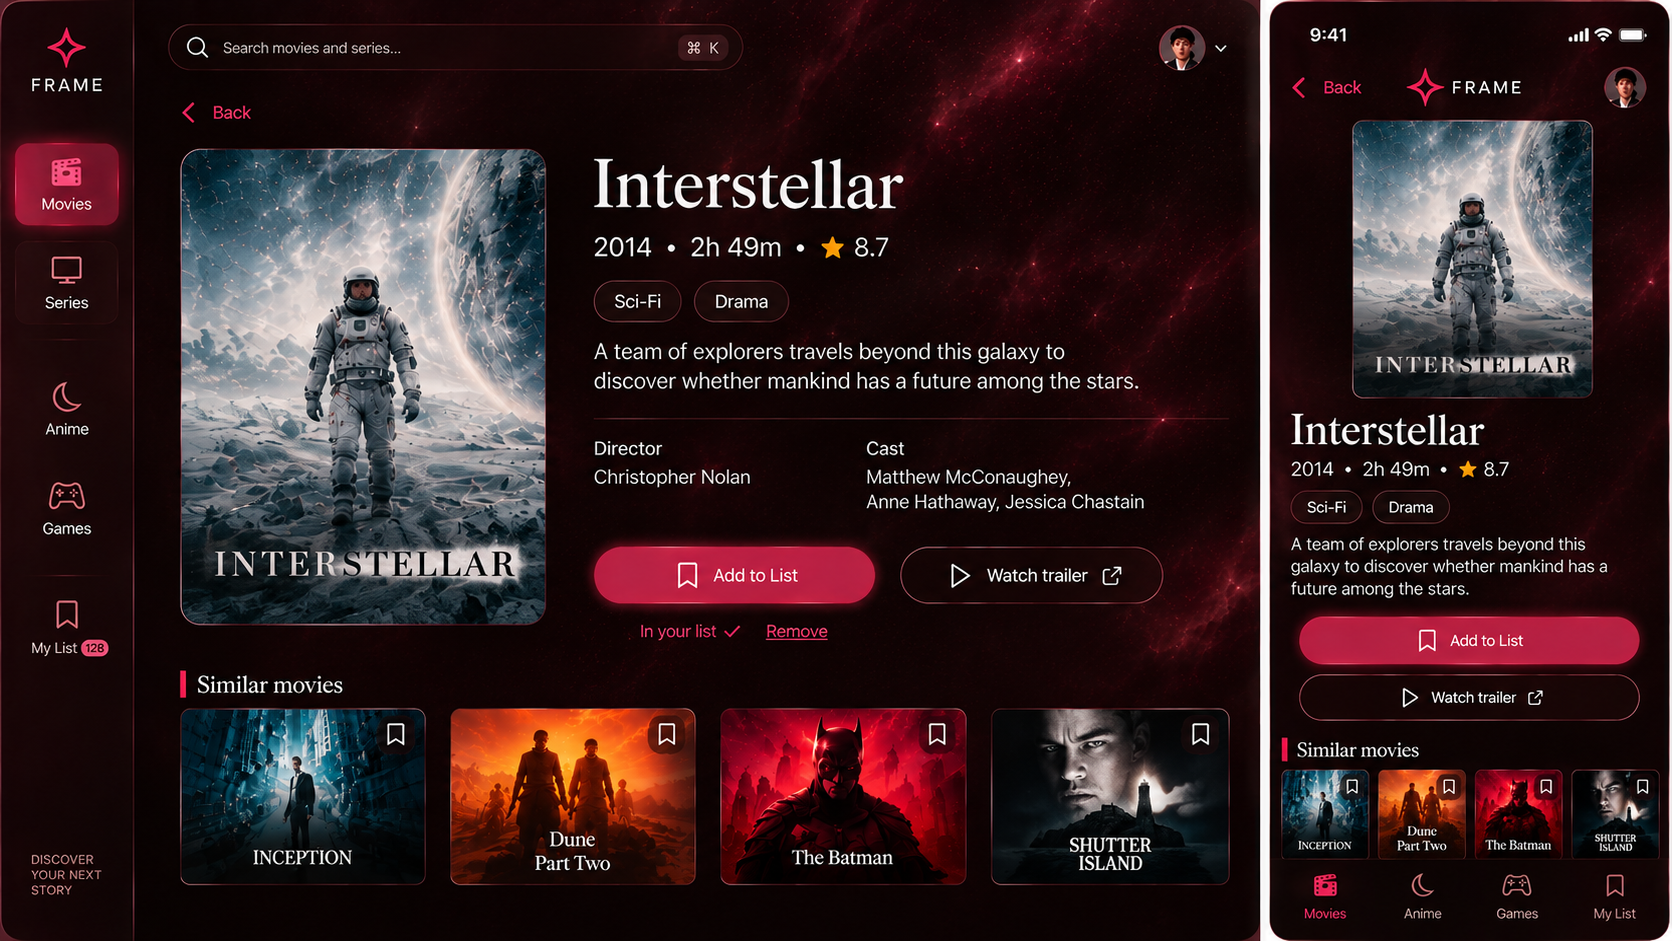 FRAME
Movies
Series
Anime
Games
My List 128
DISCOVER
YOUR NEXT
STORY
Search movies and series...
⌘ K
Back
INTERSTELLAR
Interstellar
2014 • 2h 49m • ★ 8.7
Sci-Fi
Drama
A team of explorers travels beyond this galaxy to
discover whether mankind has a future among the stars.
Director
Christopher Nolan
Cast
Matthew McConaughey,
Anne Hathaway, Jessica Chastain
Add to List
Watch trailer
In your list ✓
Remove
Similar movies
INCEPTION
Dune
Part Two
The Batman
SHUTTER
ISLAND
9:41
Back
FRAME
INTERSTELLAR
Interstellar
2014 • 2h 49m • ★ 8.7
Sci-Fi
Drama
A team of explorers travels beyond this
galaxy to discover whether mankind has a
future among the stars.
Add to List
Watch trailer
Similar movies
INCEPTION
Dune
Part Two
The Batman
SHUTTER
ISLAND
Movies
Anime
Games
My List